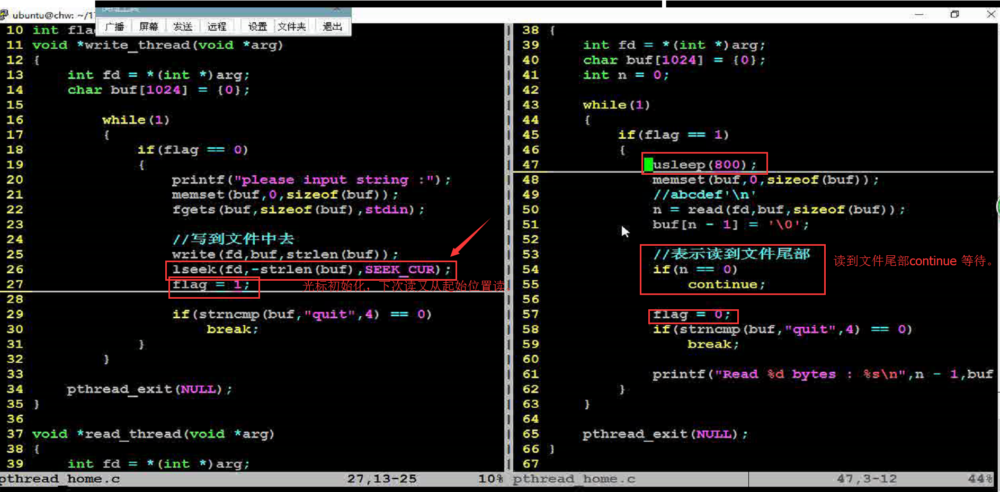 ubuntu@chw: ~/1
广播 屏幕 发送 远程 设置 文件夹 退出
10 int fla
11 void *write_thread(void *arg)
12 {
13 int fd = *(int *)arg;
14 char buf[1024] = {0};
15
16 while(1)
17 {
18 if(flag == 0)
19 {
20 printf("please input string :");
21 memset(buf,0,sizeof(buf));
22 fgets(buf,sizeof(buf),stdin);
23
24 //写到文件中去
25 write(fd,buf,strlen(buf));
26 lseek(fd,-strlen(buf),SEEK_CUR);
27 flag = 1;
光标初始化，下次读又从起始位置读。
28
29 if(strncmp(buf,"quit",4) == 0)
30 break;
31 }
32 }
33
34 pthread_exit(NULL);
35 }
36
37 void *read_thread(void *arg)
38 {
39 int fd = *(int *)arg;
pthread_home.c 27,13-25 10%
38 {
39 int fd = *(int *)arg;
40 char buf[1024] = {0};
41 int n = 0;
42
43 while(1)
44 {
45 if(flag == 1)
46 {
47 usleep(800);
48 memset(buf,0,sizeof(buf));
49 //abcdef'\n'
50 n = read(fd,buf,sizeof(buf));
51 buf[n - 1] = '\0';
52
53 //表示读到文件尾部
54 if(n == 0)
读到文件尾部continue 等待。
55 continue;
56
57 flag = 0;
58 if(strncmp(buf,"quit",4) == 0)
59 break;
60
61 printf("Read %d bytes : %s\n",n - 1,buf
62 }
63 }
64
65 pthread_exit(NULL);
66 }
67
pthread_home.c 47,3-12 44%